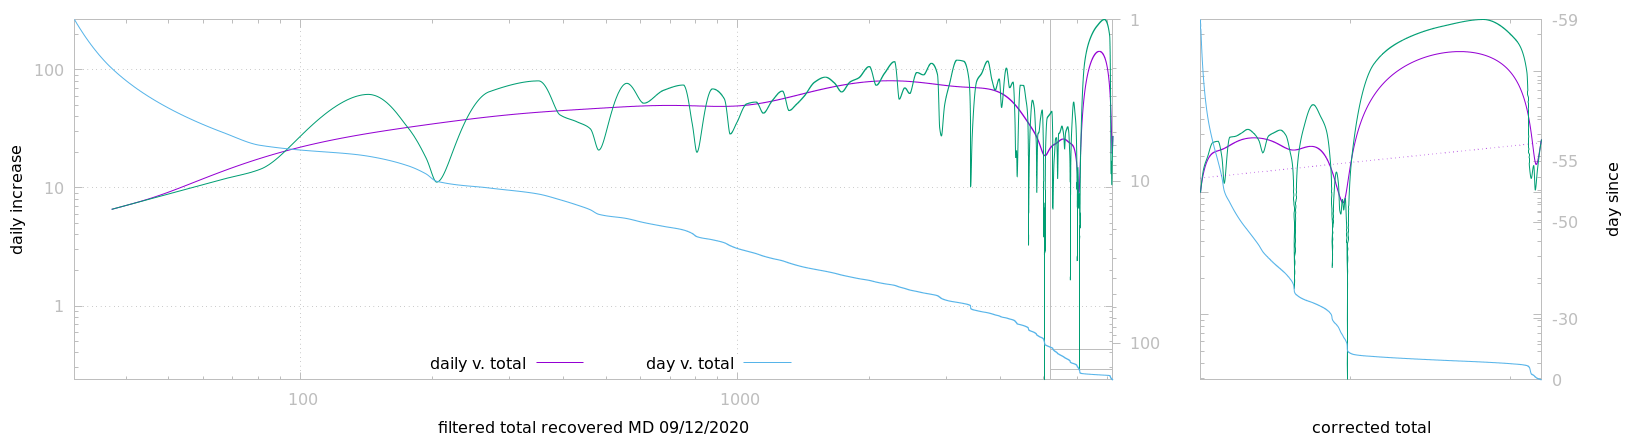 daily increase
100
10
1
100
1000
daily v. total
day v. total
filtered total recovered MD 09/12/2020
1
10
100
-59
-55
-50
-30
0
day since
corrected total